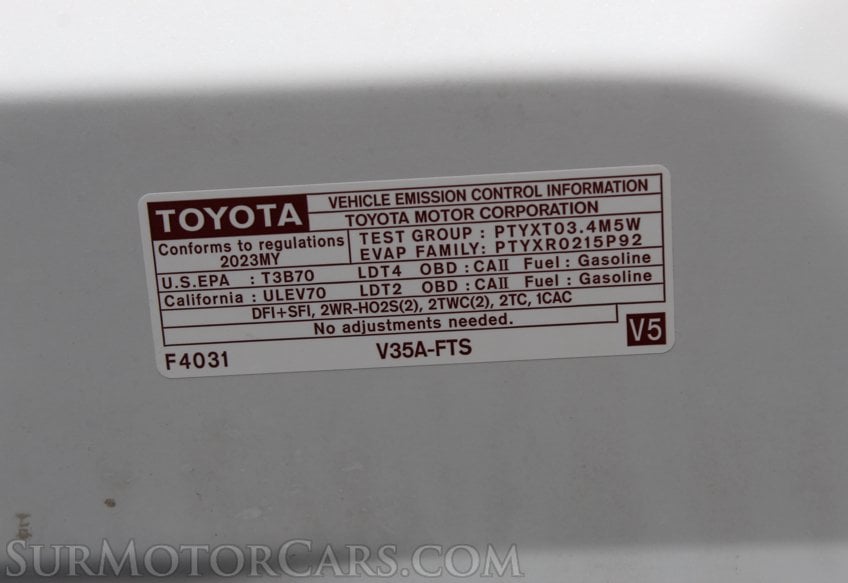 TOYOTA
VEHICLE EMISSION CONTROL INFORMATION
TOYOTA MOTOR CORPORATION
Conforms to regulations
2023MY
TEST GROUP : PTYXT03.4M5W
EVAP FAMILY: PTYXR0215P92
U.S.EPA : T3B70 LDT4 OBD : CAII Fuel : Gasoline
California : ULEV70 LDT2 OBD : CAII Fuel : Gasoline
DFI+SFI, 2WR-HO2S(2), 2TWC(2), 2TC, 1CAC
No adjustments needed.
F4031 V35A-FTS V5
SurMotorCars.com